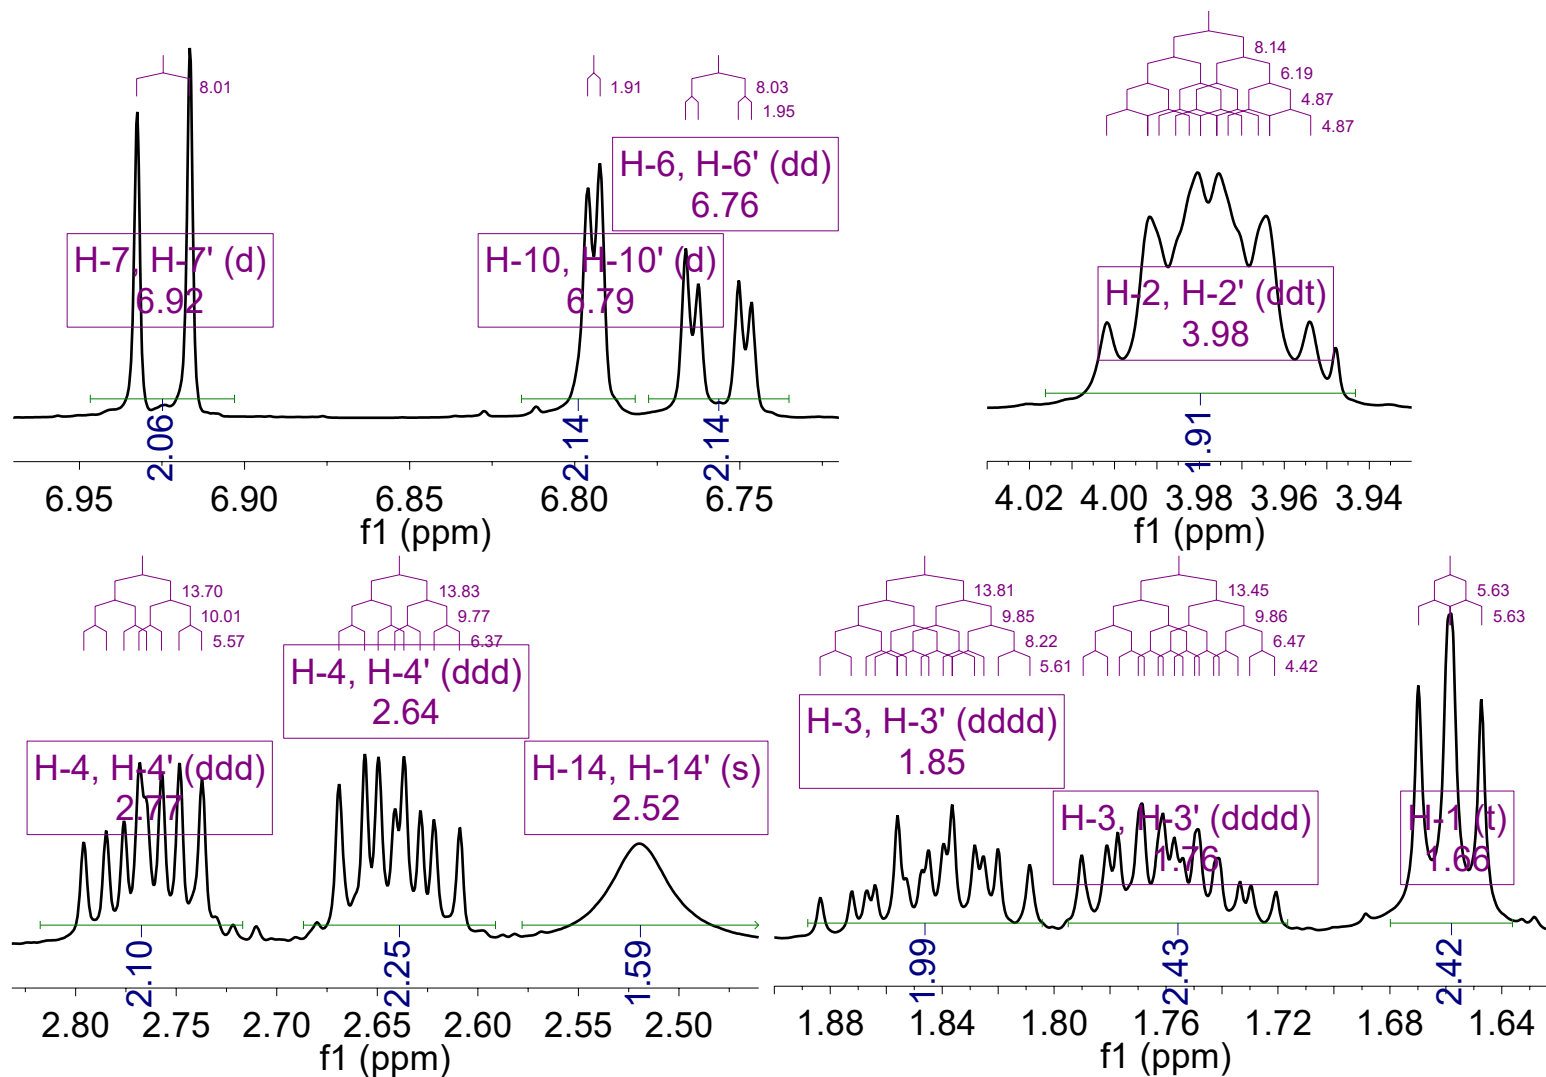 8.01
H-7, H-7' (d)
6.92
2.06
1.91
H-10, H-10' (d)
6.79
2.14
8.03
1.95
H-6, H-6' (dd)
6.76
2.14
6.95 6.90 6.85 6.80 6.75
f1 (ppm)
8.14
6.19
4.87
4.87
H-2, H-2' (ddt)
3.98
1.91
4.02 4.00 3.98 3.96 3.94
f1 (ppm)
13.70
10.01
5.57
H-4, H-4' (ddd)
2.77
2.10
13.83
9.77
6.37
H-4, H-4' (ddd)
2.64
2.25
H-14, H-14' (s)
2.52
1.59
2.80 2.75 2.70 2.65 2.60 2.55 2.50
f1 (ppm)
13.81
9.85
8.22
5.61
H-3, H-3' (dddd)
1.85
1.99
13.45
9.86
6.47
4.42
H-3, H-3' (dddd)
1.76
2.43
5.63
5.63
H-1 (t)
1.66
2.42
1.88 1.84 1.80 1.76 1.72 1.68 1.64
f1 (ppm)